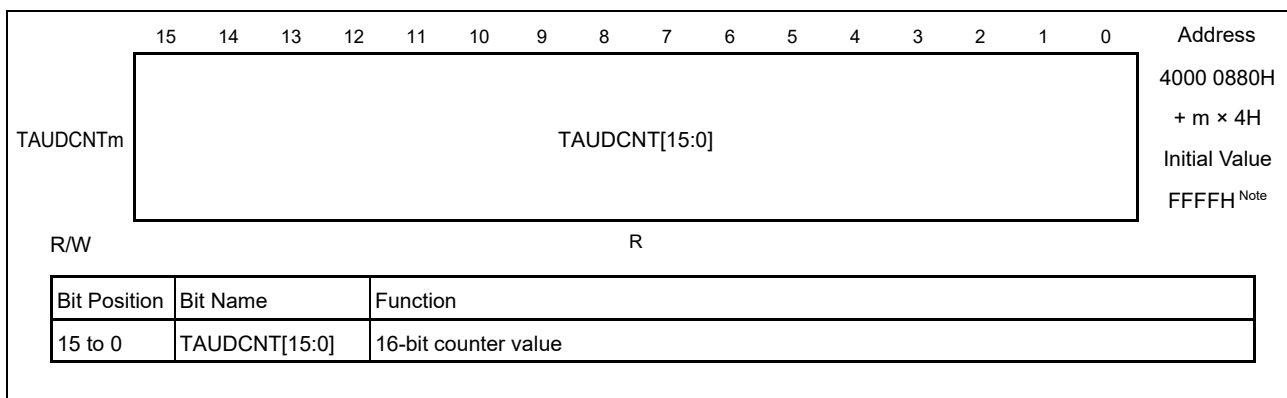 15 14 13 12 11 10 9 8 7 6 5 4 3 2 1 0 Address
4000 0880H
TAUDCNTm TAUDCNT[15:0] + m × 4H
Initial Value
FFFFH Note
R/W R
Bit Position Bit Name Function
15 to 0 TAUDCNT[15:0] 16-bit counter value